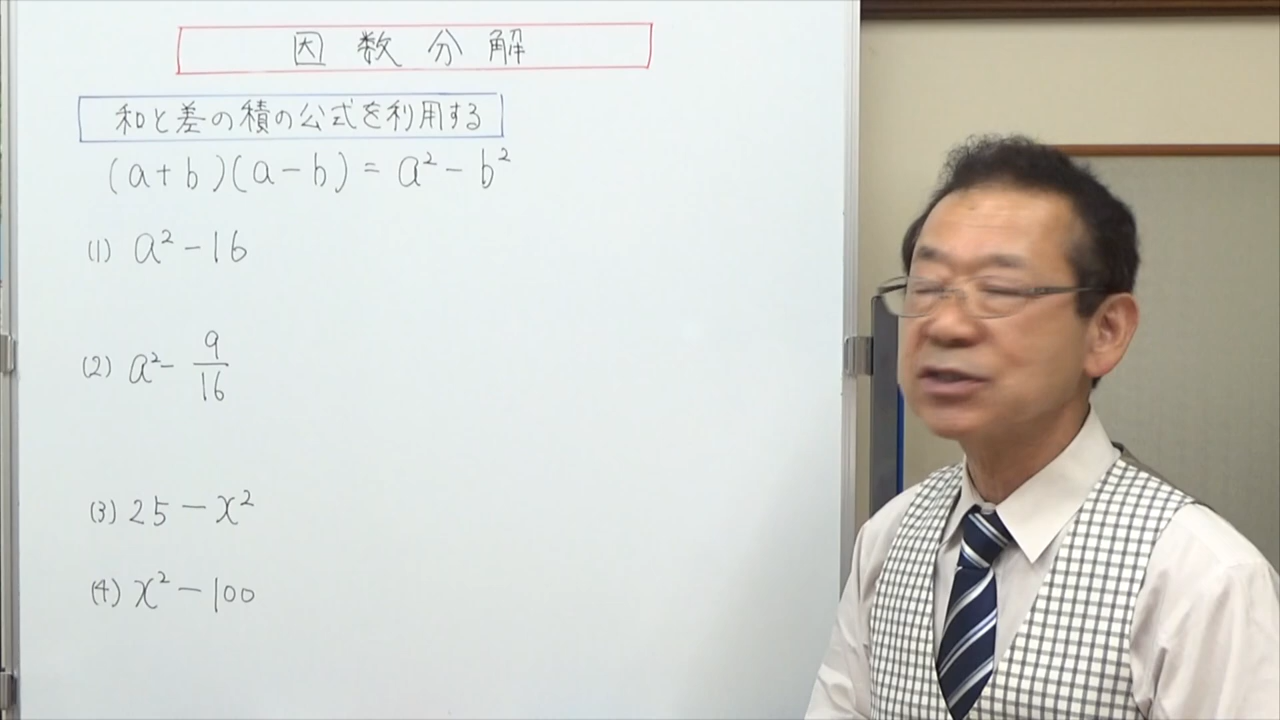 因数分解
和と差の積の公式を利用する
(a+b)(a-b)=a²-b²
(1) a²-16
(2) a²-9/16
(3) 25-x²
(4) x²-100